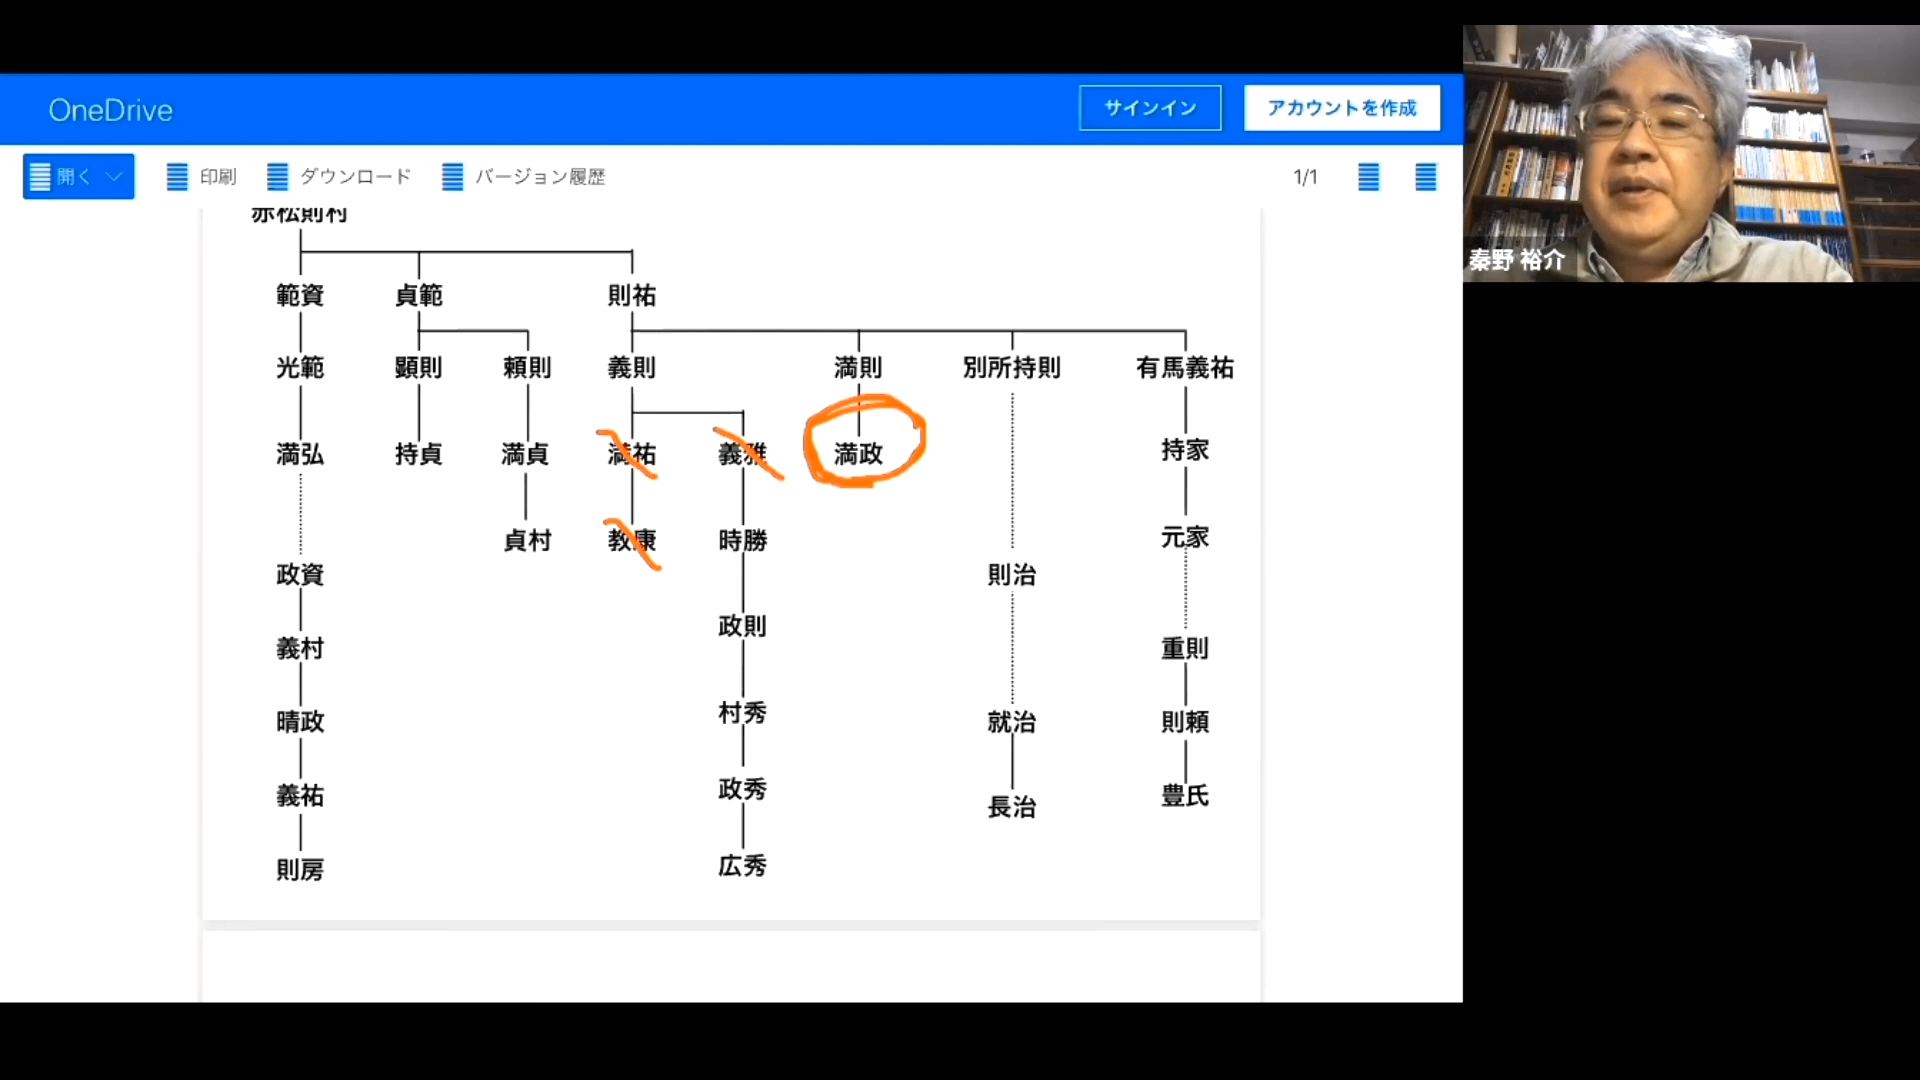 OneDrive
サインイン
アカウントを作成
開く
印刷
ダウンロード
バージョン履歴
1/1
秦野 裕介
赤松則村
範資 貞範 則祐
光範 顕則 頼則 義則 満則 別所持則 有馬義祐
満弘 持貞 満貞 満祐 義雅 満政 持家
貞村 教康 時勝 元家
政資 則治
政則
義村 重則
村秀
晴政 就治 則頼
政秀
義祐 長治 豊氏
則房 広秀